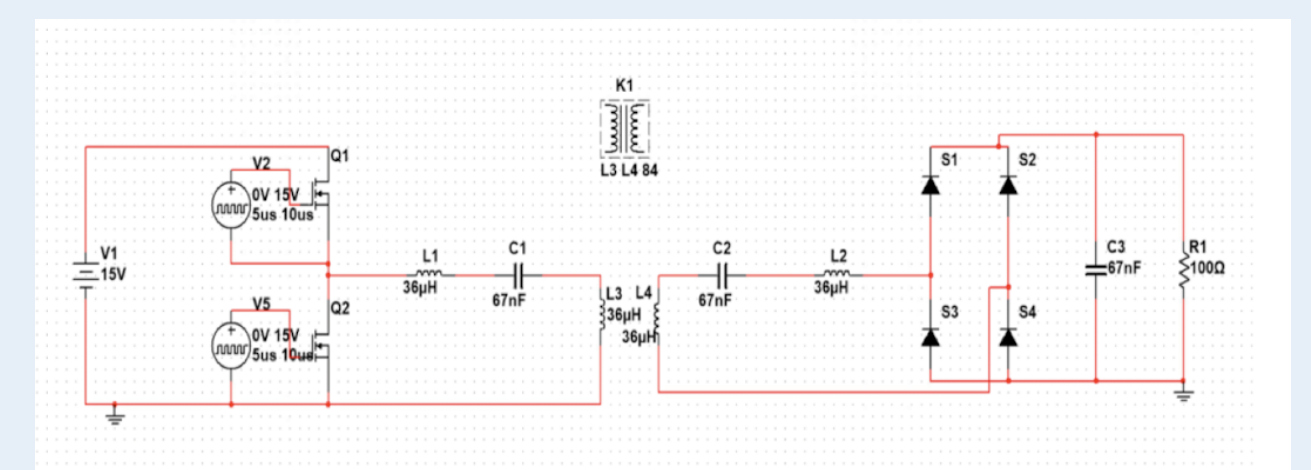 K1
L3 L4 84
V1
15V
V2
0V 15V
5us 10us
Q1
V5
0V 15V
5us 10us
Q2
L1
36µH
C1
67nF
L3 L4
36µH
36µH
C2
67nF
L2
36µH
S1
S2
S3
S4
C3
67nF
R1
100Ω